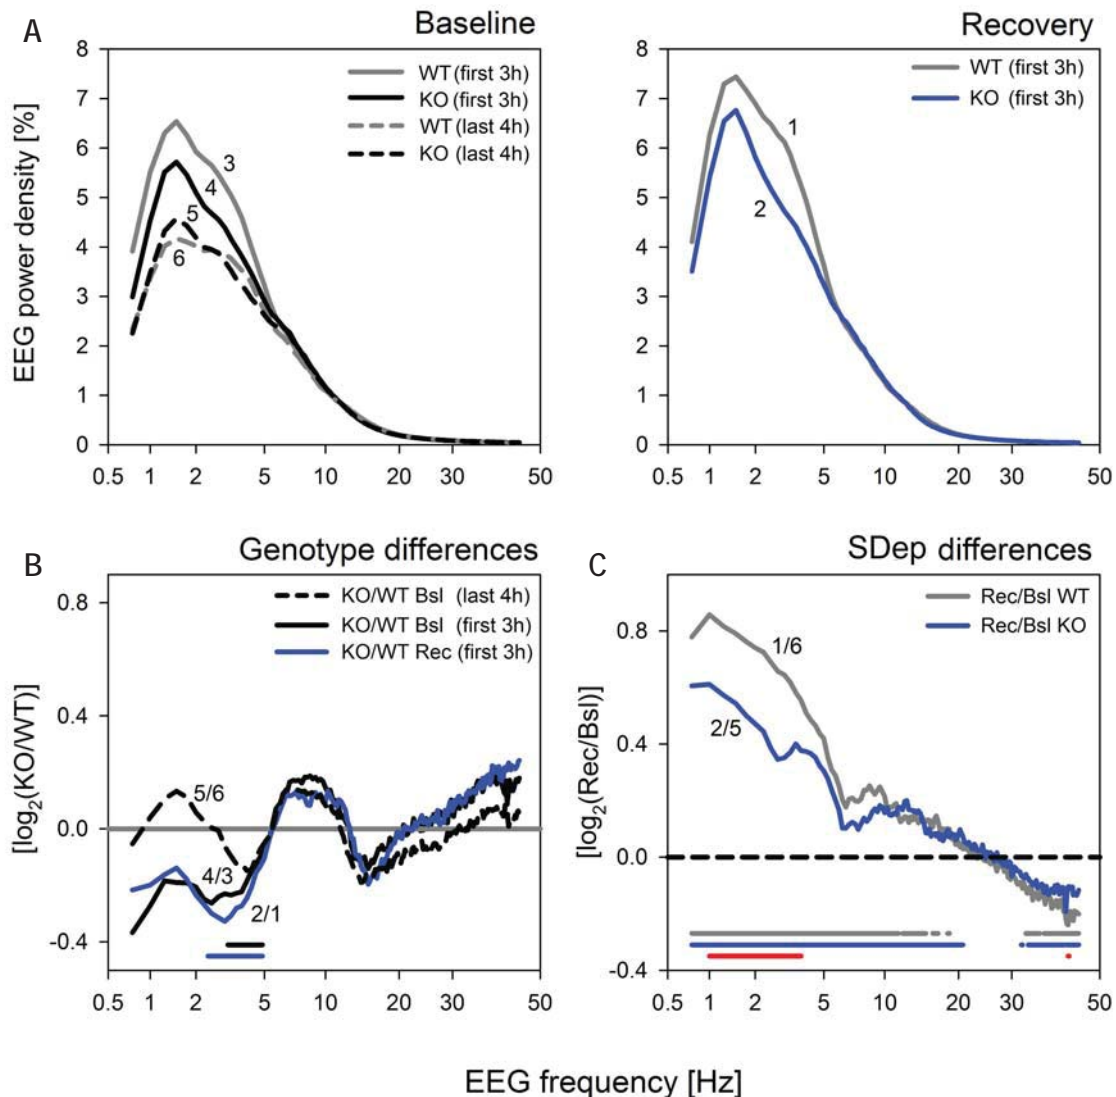 A
Baseline
8
7
6
5
4
3
2
1
0
EEG power density [%]
WT (first 3h)
KO (first 3h)
WT (last 4h)
KO (last 4h)
3
4
5
6
0.5 1 2 5 10 20 30 50
Recovery
8
7
6
5
4
3
2
1
0
WT (first 3h)
KO (first 3h)
1
2
0.5 1 2 5 10 20 30 50
B
Genotype differences
0.8
0.4
0.0
-0.4
[log2(KO/WT)]
KO/WT Bsl (last 4h)
KO/WT Bsl (first 3h)
KO/WT Rec (first 3h)
5/6
4/3
2/1
0.5 1 2 5 10 20 30 50
C
SDep differences
0.8
0.4
0.0
-0.4
[log2(Rec/Bsl)]
Rec/Bsl WT
Rec/Bsl KO
1/6
2/5
0.5 1 2 5 10 20 30 50
EEG frequency [Hz]